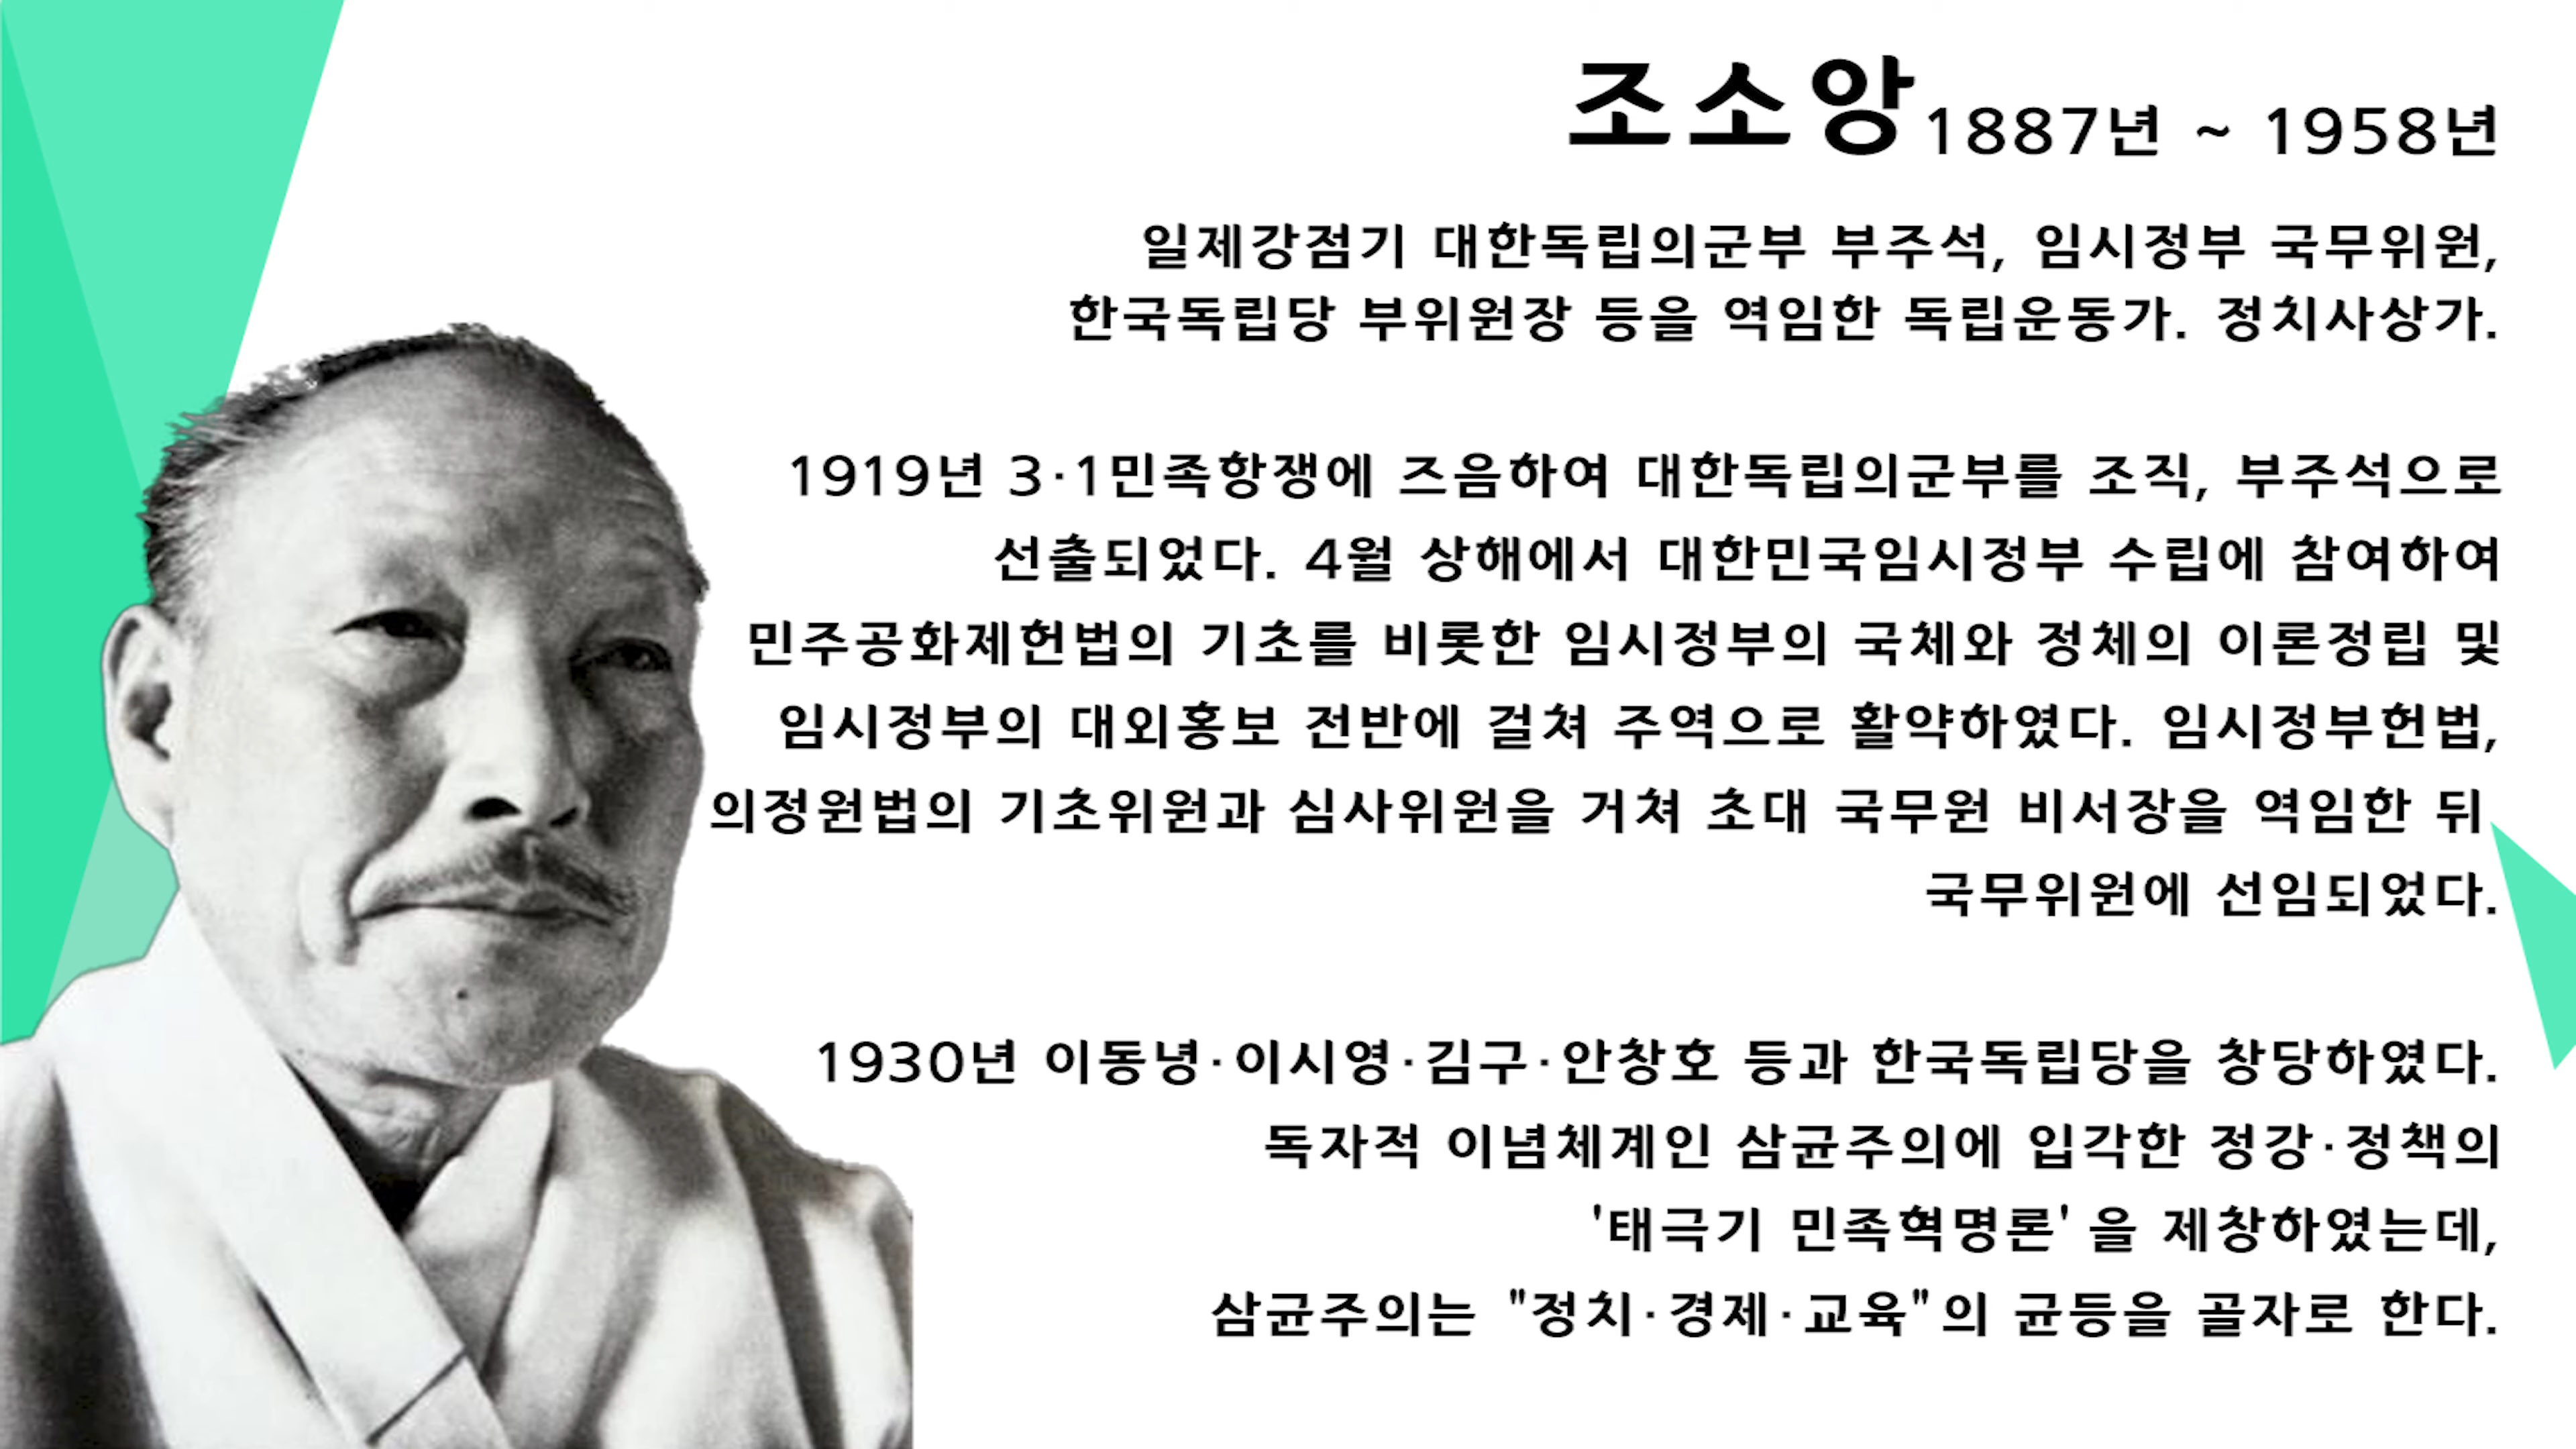 조소앙 1887년 ~ 1958년
일제강점기 대한독립의군부 부주석, 임시정부 국무위원,
한국독립당 부위원장 등을 역임한 독립운동가. 정치사상가.
1919년 3·1민족항쟁에 즈음하여 대한독립의군부를 조직, 부주석으로
선출되었다. 4월 상해에서 대한민국임시정부 수립에 참여하여
민주공화제헌법의 기초를 비롯한 임시정부의 국체와 정체의 이론정립 및
임시정부의 대외홍보 전반에 걸쳐 주역으로 활약하였다. 임시정부헌법,
의정원법의 기초위원과 심사위원을 거쳐 초대 국무원 비서장을 역임한 뒤
국무위원에 선임되었다.
1930년 이동녕·이시영·김구·안창호 등과 한국독립당을 창당하였다.
독자적 이념체계인 삼균주의에 입각한 정강·정책의
'태극기 민족혁명론' 을 제창하였는데,
삼균주의는 "정치·경제·교육"의 균등을 골자로 한다.